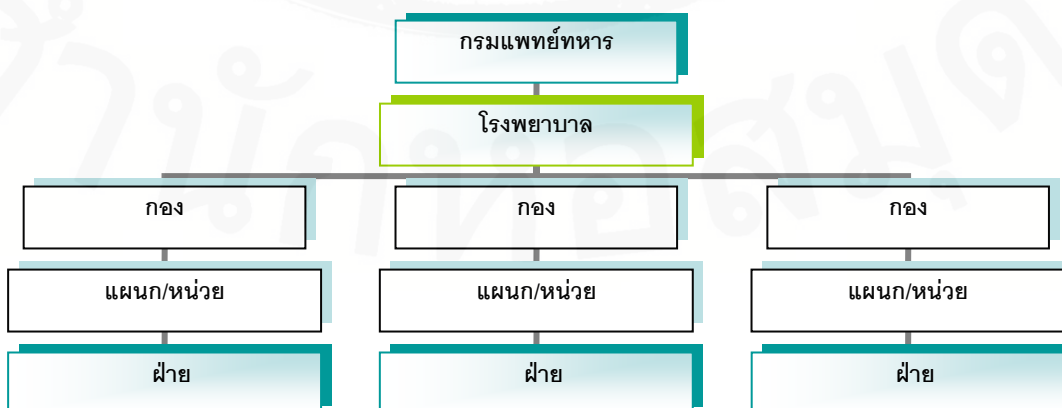 กรมแพทย์ทหาร
โรงพยาบาล
กอง กอง กอง
แผนก/หน่วย แผนก/หน่วย แผนก/หน่วย
ฝ่าย ฝ่าย ฝ่าย